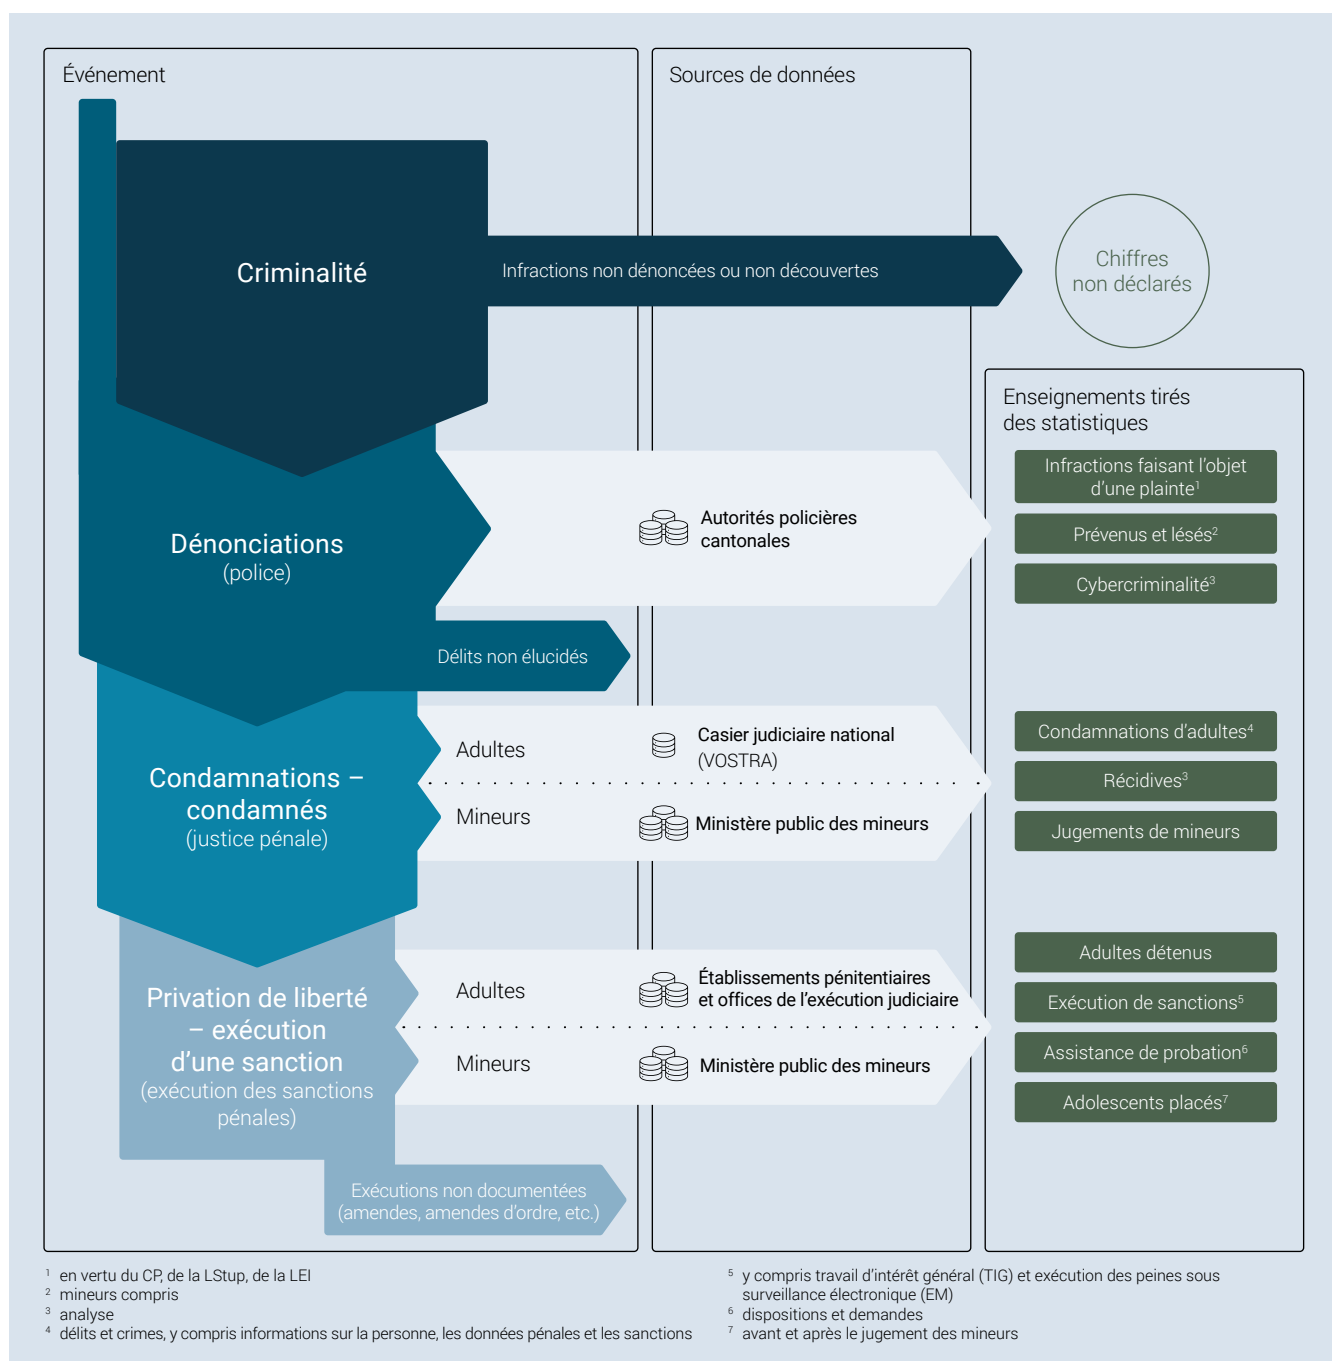 Événement
Sources de données
Criminalité
Infractions non dénoncées ou non découvertes
Chiffres
non déclarés
Enseignements tirés
des statistiques
Dénonciations
(police)
Autorités policières
cantonales
Infractions faisant l'objet
d'une plainte¹
Prévenus et lésés²
Cybercriminalité³
Délits non élucidés
Condamnations –
condamnés
(justice pénale)
Adultes
Casier judiciaire national
(VOSTRA)
Mineurs
Ministère public des mineurs
Condamnations d'adultes⁴
Récidives³
Jugements de mineurs
Privation de liberté
– exécution
d'une sanction
(exécution des sanctions
pénales)
Adultes
Établissements pénitentiaires
et offices de l'exécution judiciaire
Mineurs
Ministère public des mineurs
Adultes détenus
Exécution de sanctions⁵
Assistance de probation⁶
Adolescents placés⁷
Exécutions non documentées
(amendes, amendes d'ordre, etc.)
¹ en vertu du CP, de la LStup, de la LEI
² mineurs compris
³ analyse
⁴ délits et crimes, y compris informations sur la personne, les données pénales et les sanctions
⁵ y compris travail d'intérêt général (TIG) et exécution des peines sous
surveillance électronique (EM)
⁶ dispositions et demandes
⁷ avant et après le jugement des mineurs